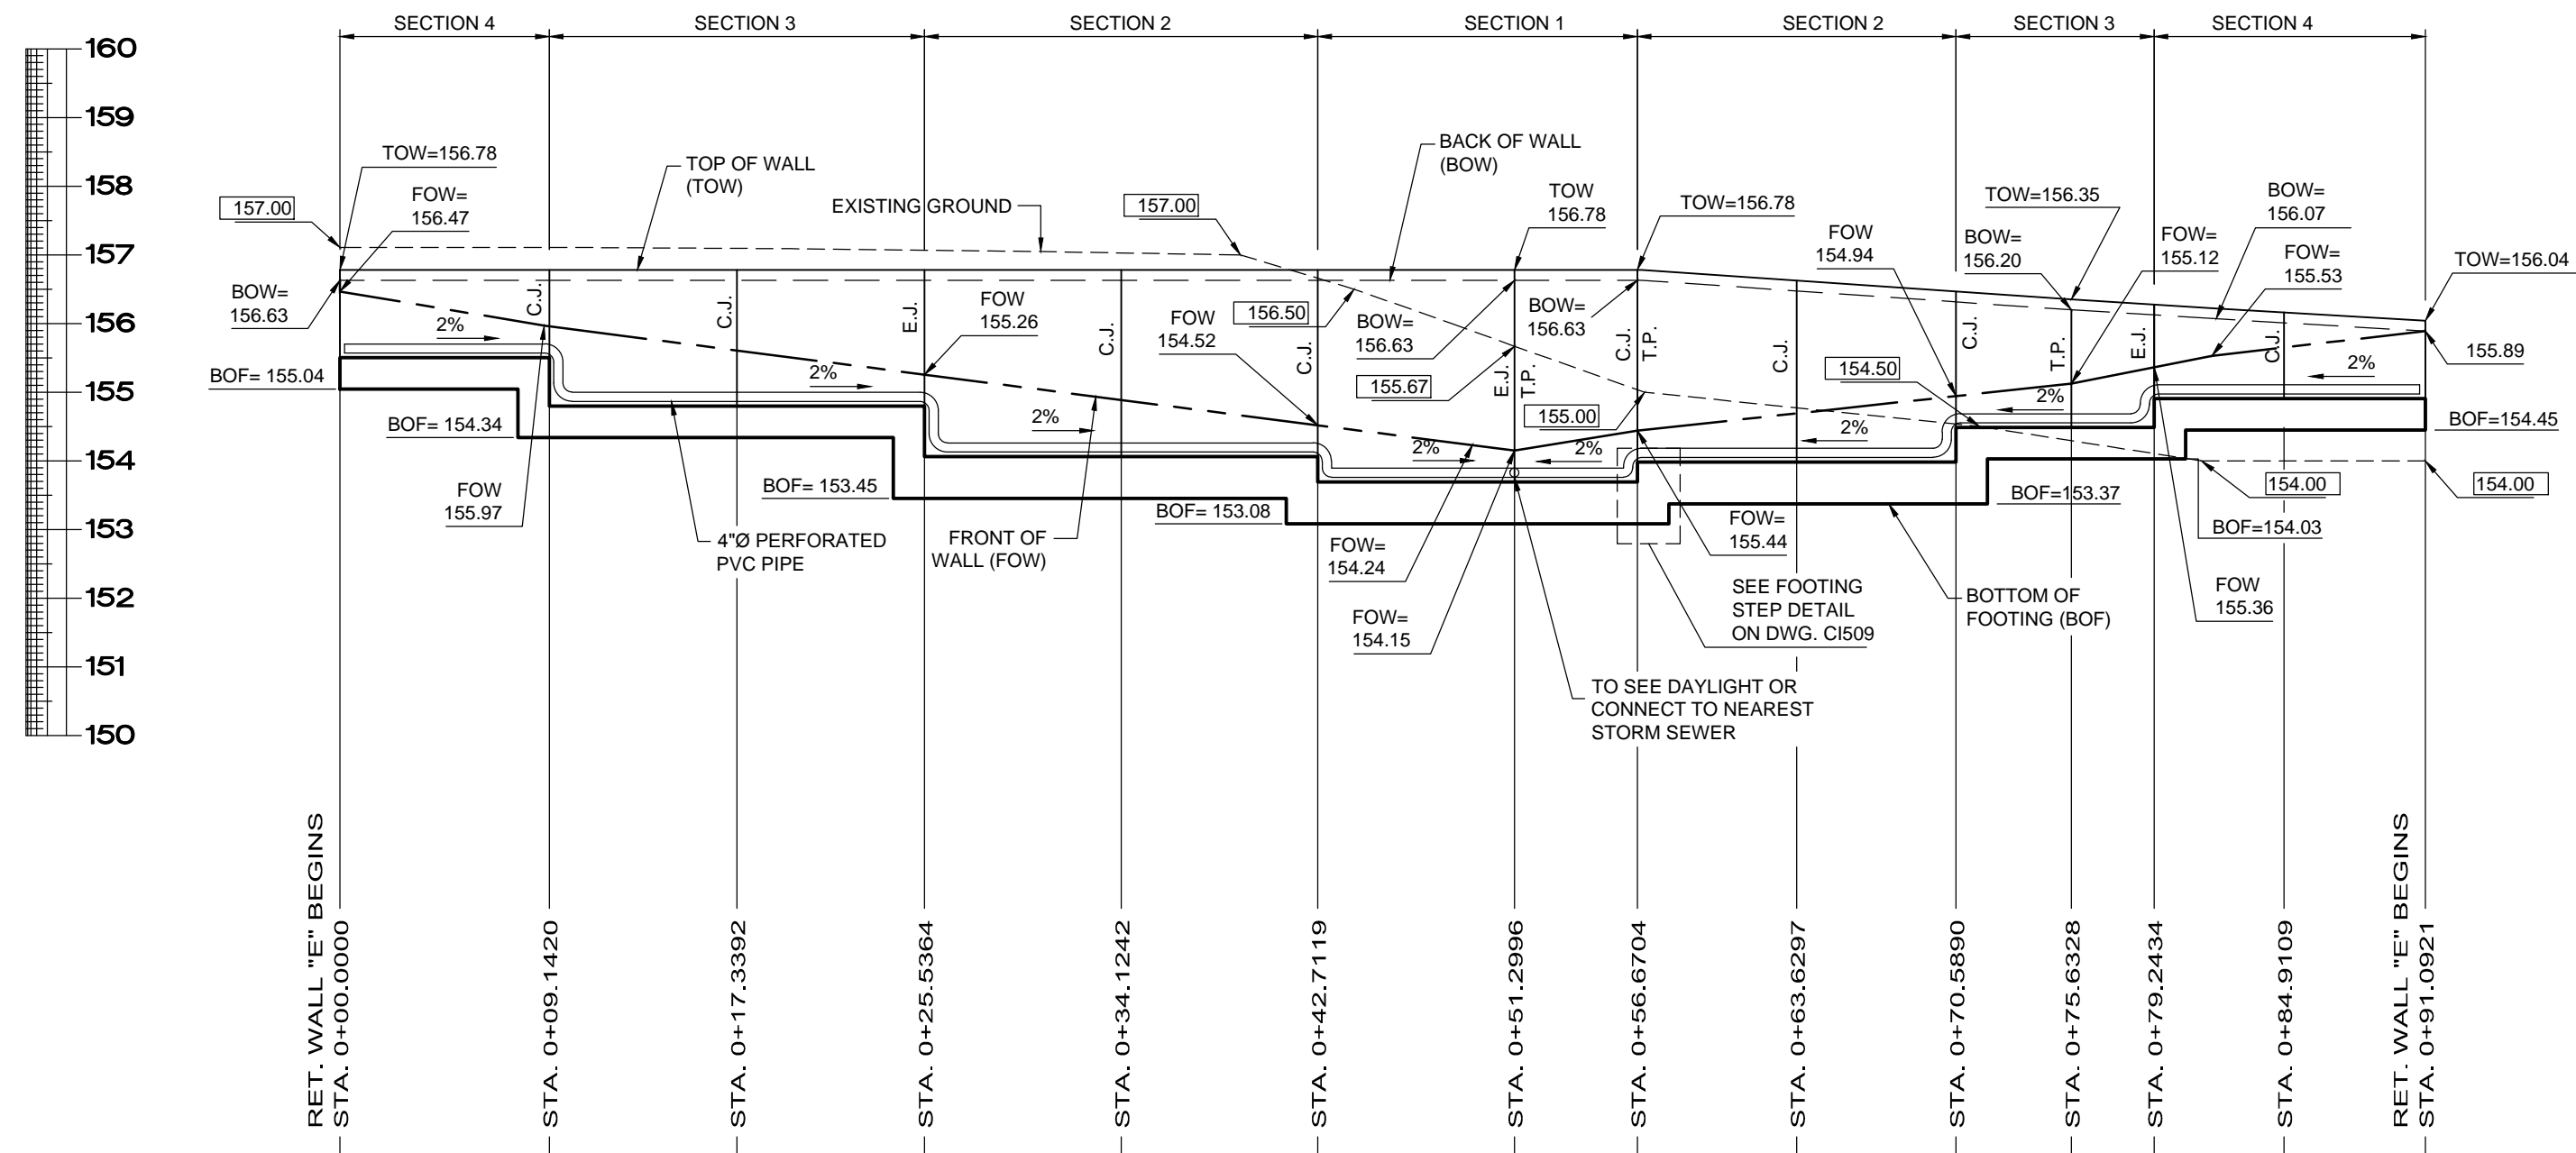 SECTION 4
SECTION 3
SECTION 2
SECTION 1
SECTION 2
SECTION 3
SECTION 4
160
159
158
157
156
155
154
153
152
151
150
TOW=156.78
FOW=
156.47
157.00
BOW=
156.63
BOF= 155.04
2%
C.J.
TOP OF WALL
(TOW)
EXISTING GROUND
157.00
BACK OF WALL
(BOW)
TOW
156.78
TOW=156.78
FOW
154.94
TOW=156.35
BOW=
156.20
BOW=
156.07
FOW=
155.12
FOW=
155.53
TOW=156.04
C.J.
E.J.
FOW
155.26
C.J.
FOW
154.52
156.50
C.J.
BOW=
156.63
BOW=
156.63
C.J.
T.P.
E.J.
T.P.
C.J.
C.J.
T.P.
E.J.
C.J.
155.89
2%
155.67
155.00
154.50
2%
2%
BOF= 154.34
2%
2%
2%
2%
BOF=154.45
FOW
155.97
BOF= 153.45
BOF= 153.08
BOF=153.37
154.00
154.00
BOF=154.03
4"Ø PERFORATED
PVC PIPE
FRONT OF
WALL (FOW)
FOW=
154.24
FOW=
155.44
FOW=
154.15
SEE FOOTING
STEP DETAIL
ON DWG. CI509
BOTTOM OF
FOOTING (BOF)
FOW
155.36
TO SEE DAYLIGHT OR
CONNECT TO NEAREST
STORM SEWER
RET. WALL "E" BEGINS
STA. 0+00.0000
STA. 0+09.1420
STA. 0+17.3392
STA. 0+25.5364
STA. 0+34.1242
STA. 0+42.7119
STA. 0+51.2996
STA. 0+56.6704
STA. 0+63.6297
STA. 0+70.5890
STA. 0+75.6328
STA. 0+79.2434
STA. 0+84.9109
RET. WALL "E" BEGINS
STA. 0+91.0921